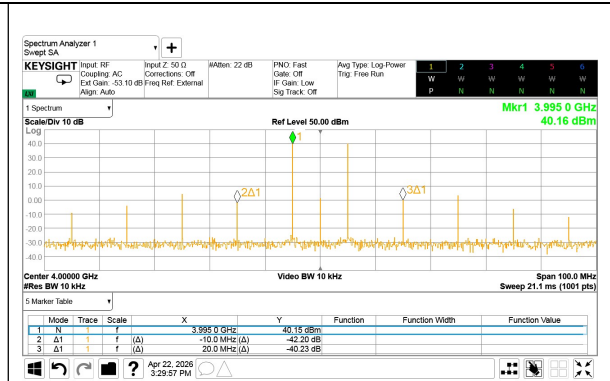 Spectrum Analyzer 1
Swept SA
+
KEYSIGHT Input: RF Input Z: 50 Ω #Atten: 22 dB PNO: Fast Avg Type: Log-Power 1 2 3 4 5 6
Coupling: AC Corrections: Off Gate: Off Trig: Free Run W W W W W W
Ext Gain: -53.10 dB Freq Ref: External IF Gain: Low
Align: Auto Sig Track: Off P N N N N N
1 Spectrum
Mkr1 3.995 0 GHz
Scale/Div 10 dB Ref Level 50.00 dBm 40.16 dBm
Log
1
40.0
30.0
20.0
10.0
2Δ1 3Δ1
0.00
-10.0
-20.0
-30.0
-40.0
Center 4.00000 GHz Video BW 10 kHz Span 100.0 MHz
#Res BW 10 kHz Sweep 21.1 ms (1001 pts)
5 Marker Table
Mode Trace Scale X Y Function Function Width Function Value
1 N 1 f 3.995 0 GHz 40.15 dBm
2 Δ1 1 f (Δ) -10.0 MHz (Δ) -42.20 dB
3 Δ1 1 f (Δ) 20.0 MHz (Δ) -40.23 dB
? Apr 22, 2026
3:29:57 PM